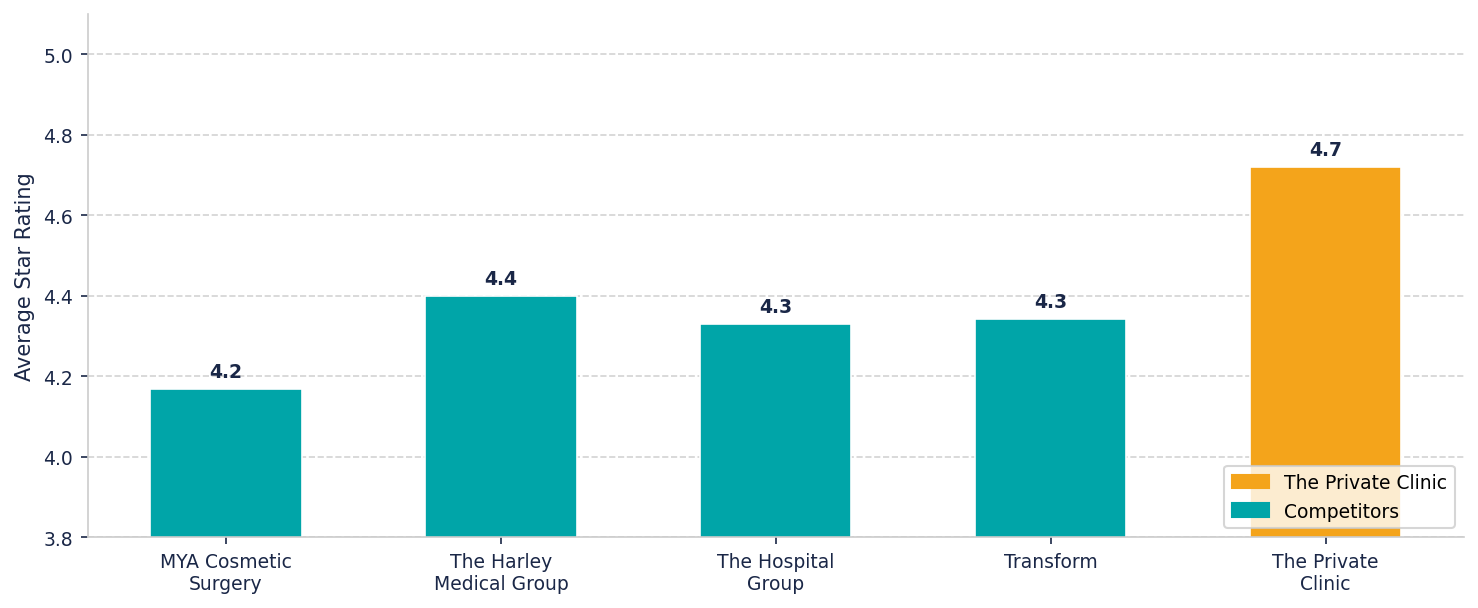 Average Star Rating
5.0
4.8
4.6
4.4
4.2
4.0
3.8
4.2
4.4
4.3
4.3
4.7
The Private Clinic
Competitors
MYA Cosmetic
Surgery
The Harley
Medical Group
The Hospital
Group
Transform
The Private
Clinic